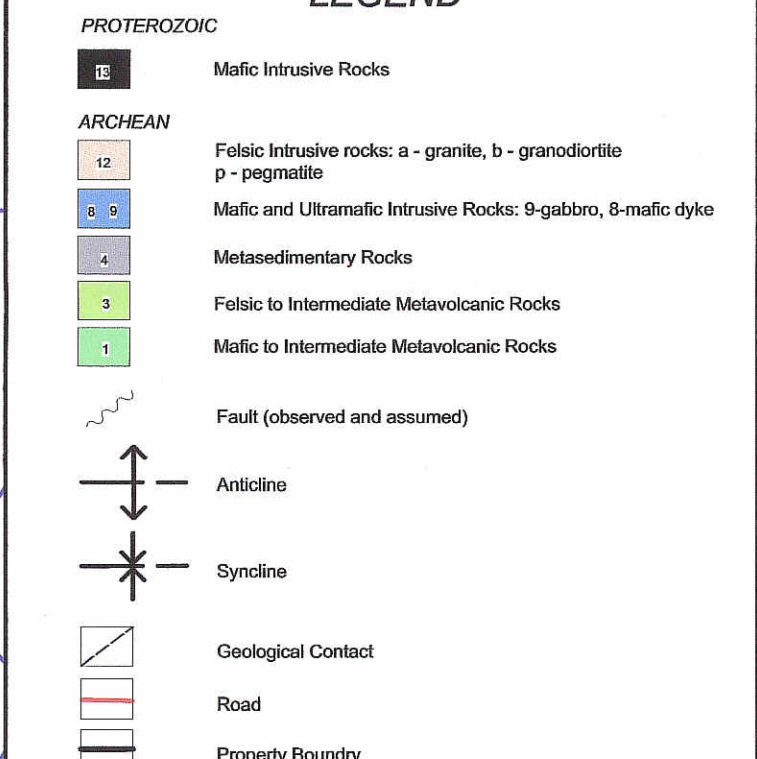 LEGEND
PROTEROZOIC
13 Mafic Intrusive Rocks
ARCHEAN
12 Felsic Intrusive rocks: a - granite, b - granodiortite
p - pegmatite
8 9 Mafic and Ultramafic Intrusive Rocks: 9-gabbro, 8-mafic dyke
4 Metasedimentary Rocks
3 Felsic to Intermediate Metavolcanic Rocks
1 Mafic to Intermediate Metavolcanic Rocks
Fault (observed and assumed)
Anticline
Syncline
Geological Contact
Road
Property Boundry